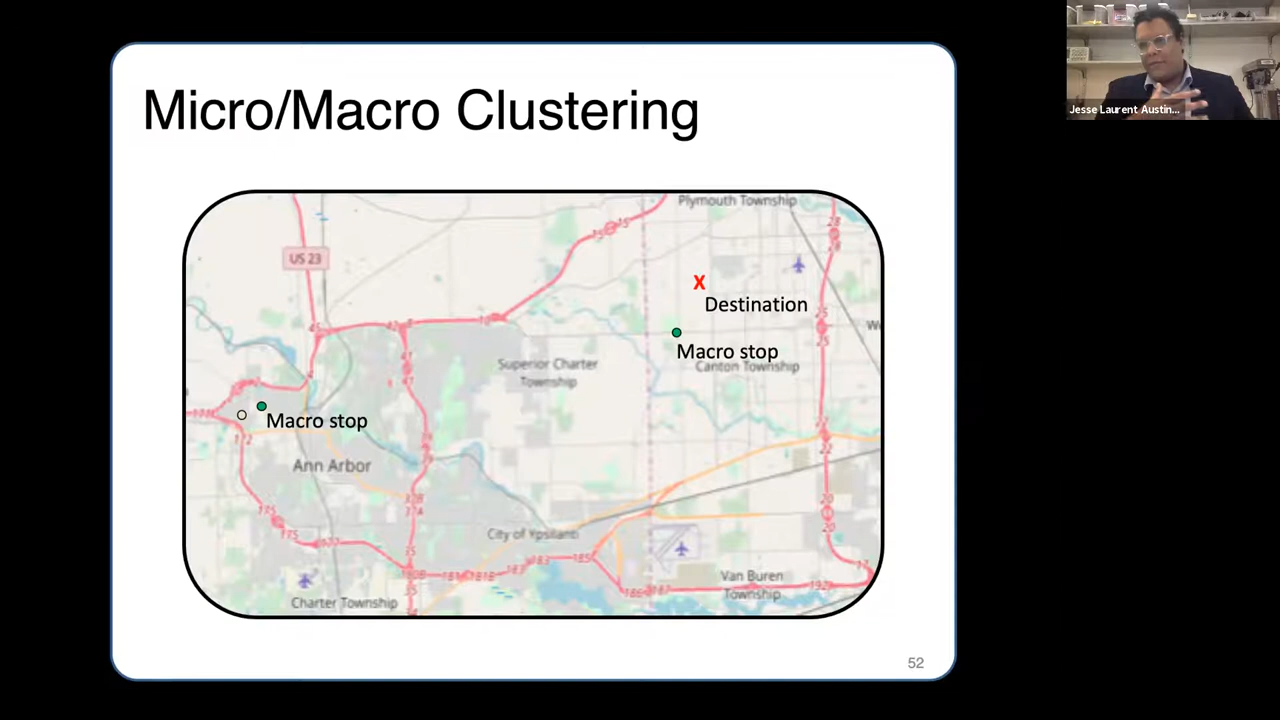 Jesse Laurent Austin...
Micro/Macro Clustering
Plymouth Township
US 23
X
Destination
Macro stop
Superior Charter
Township
Canton Township
Macro stop
Ann Arbor
City of Ypsilanti
Van Buren
Township
Charter Township
52